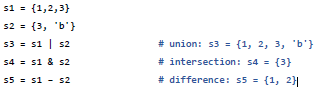 s1 = {1,2,3}
s2 = {3, 'b'}
s3 = s1 | s2 # union: s3 = {1, 2, 3, 'b'}
s4 = s1 & s2 # intersection: s4 = {3}
s5 = s1 - s2 # difference: s5 = {1, 2}